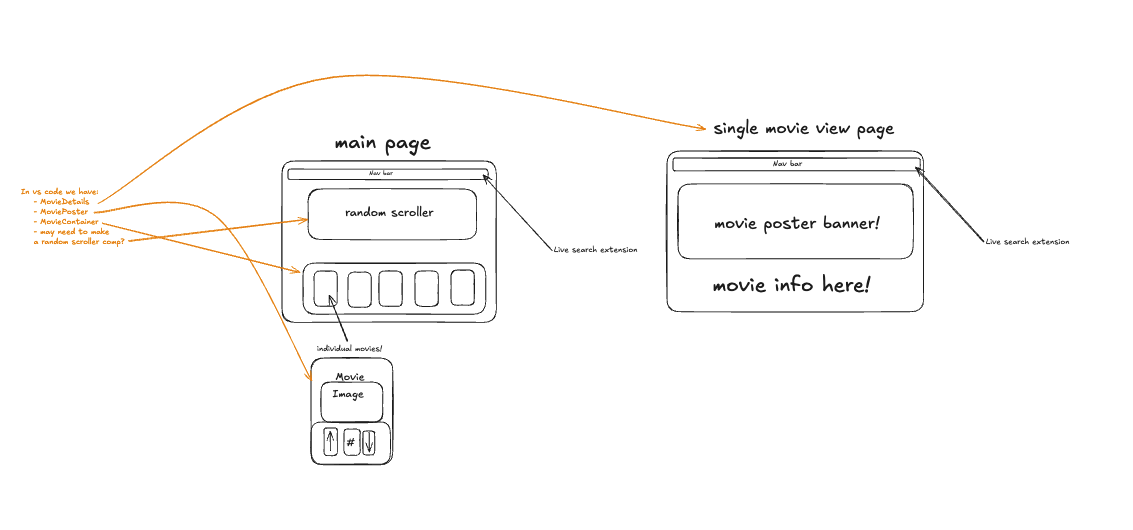 In vs code we have:
- MovieDetails
- MoviePoster
- MovieContainer
- may need to make
a random scroller comp?
main page
Nav bar
random scroller
Live search extension
individual movies!
Movie
Image
#
single movie view page
Nav bar
movie poster banner!
movie info here!
Live search extension